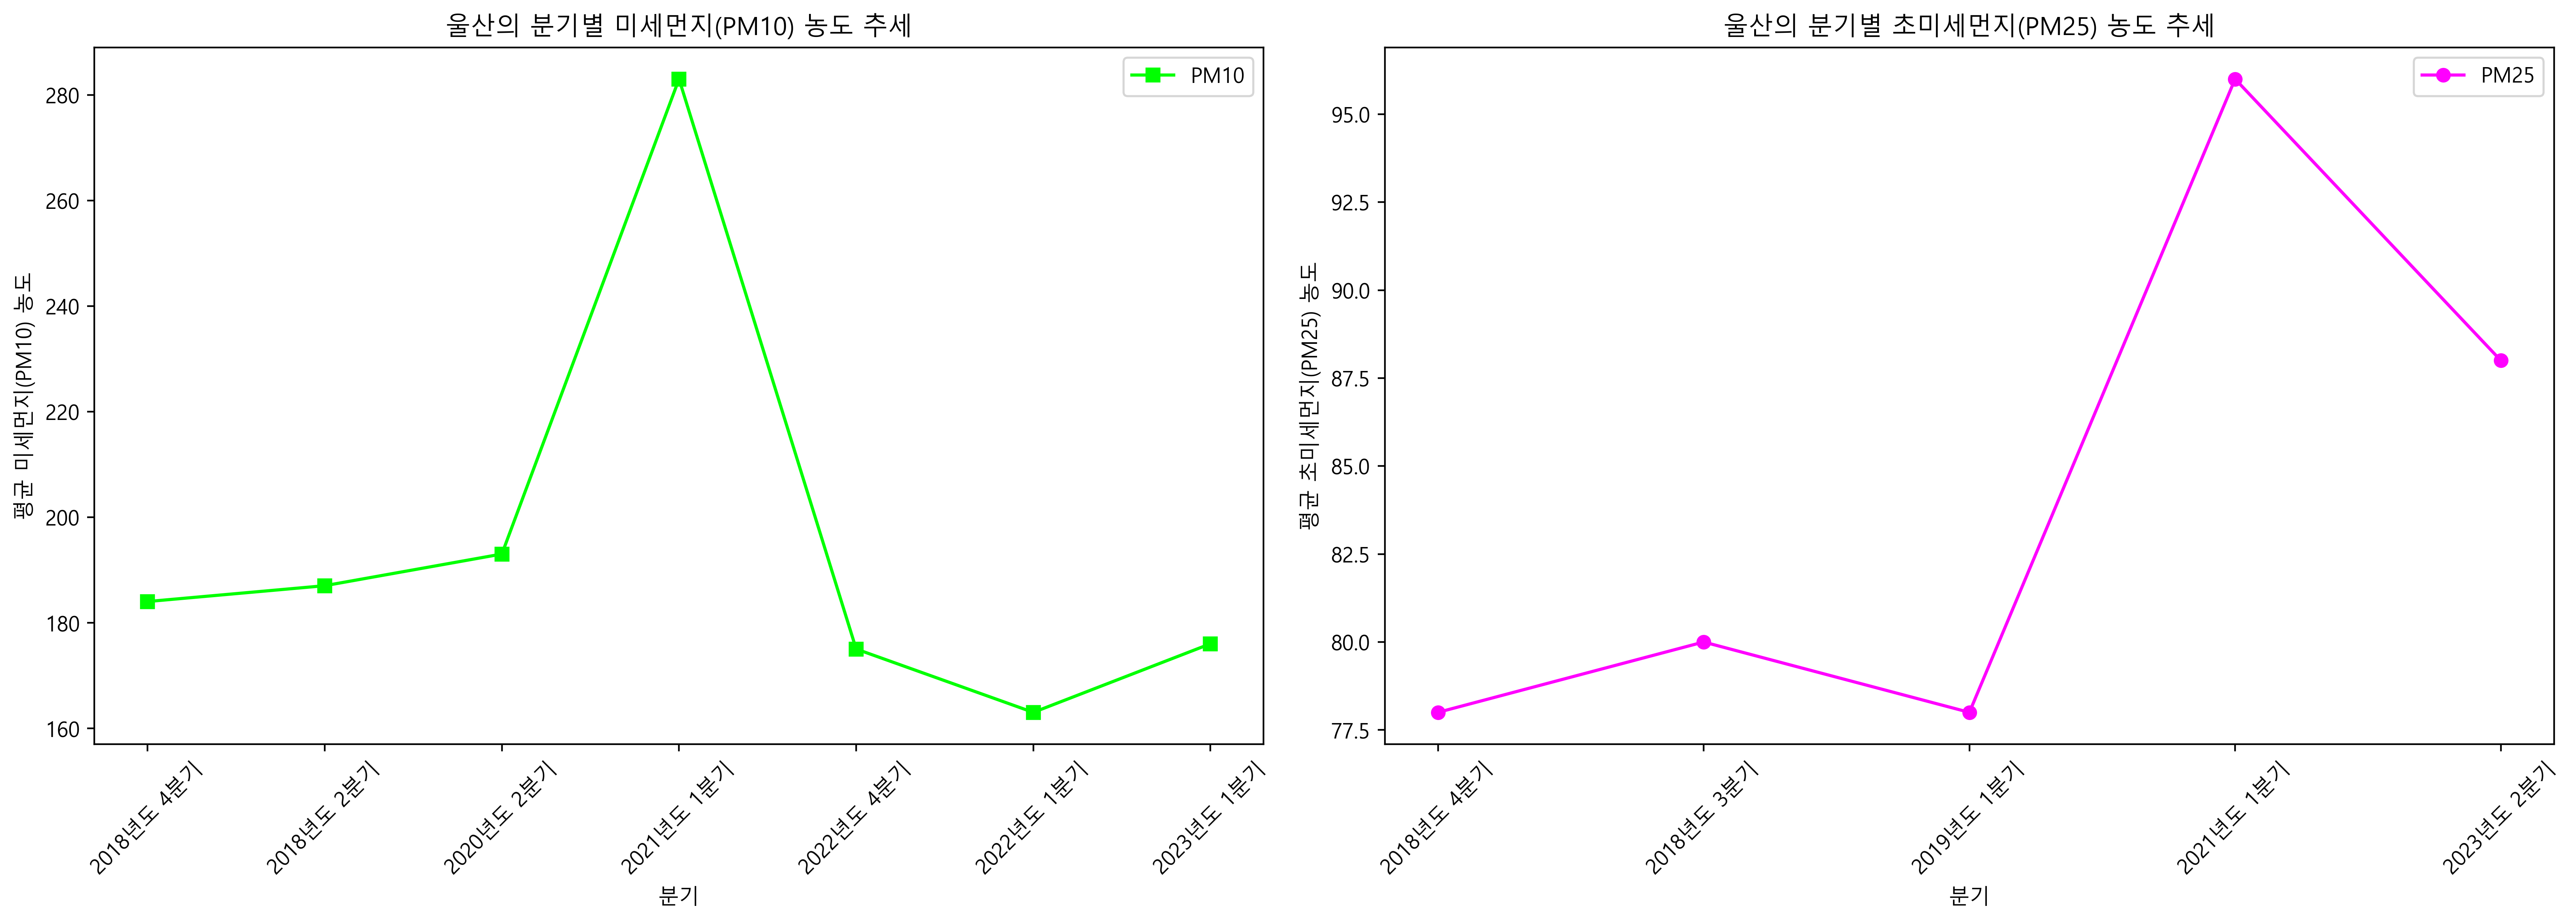 울산의 분기별 미세먼지(PM10) 농도 추세
PM10
평균 미세먼지(PM10) 농도
280
260
240
220
200
180
160
2018년도 4분기
2018년도 2분기
2020년도 2분기
2021년도 1분기
2022년도 4분기
2022년도 1분기
2023년도 1분기
분기
울산의 분기별 초미세먼지(PM25) 농도 추세
PM25
평균 초미세먼지(PM25) 농도
95.0
92.5
90.0
87.5
85.0
82.5
80.0
77.5
2018년도 4분기
2018년도 3분기
2019년도 1분기
2021년도 1분기
2023년도 2분기
분기